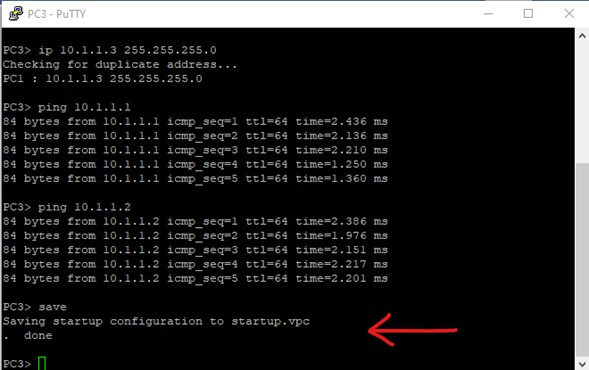 PC3 - PuTTY
PC3> ip 10.1.1.3 255.255.255.0
Checking for duplicate address...
PC1 : 10.1.1.3 255.255.255.0
PC3> ping 10.1.1.1
84 bytes from 10.1.1.1 icmp_seq=1 ttl=64 time=2.436 ms
84 bytes from 10.1.1.1 icmp_seq=2 ttl=64 time=2.136 ms
84 bytes from 10.1.1.1 icmp_seq=3 ttl=64 time=2.210 ms
84 bytes from 10.1.1.1 icmp_seq=4 ttl=64 time=1.250 ms
84 bytes from 10.1.1.1 icmp_seq=5 ttl=64 time=1.360 ms
PC3> ping 10.1.1.2
84 bytes from 10.1.1.2 icmp_seq=1 ttl=64 time=2.386 ms
84 bytes from 10.1.1.2 icmp_seq=2 ttl=64 time=1.976 ms
84 bytes from 10.1.1.2 icmp_seq=3 ttl=64 time=2.151 ms
84 bytes from 10.1.1.2 icmp_seq=4 ttl=64 time=2.217 ms
84 bytes from 10.1.1.2 icmp_seq=5 ttl=64 time=2.201 ms
PC3> save
Saving startup configuration to startup.vpc
.  done
PC3>